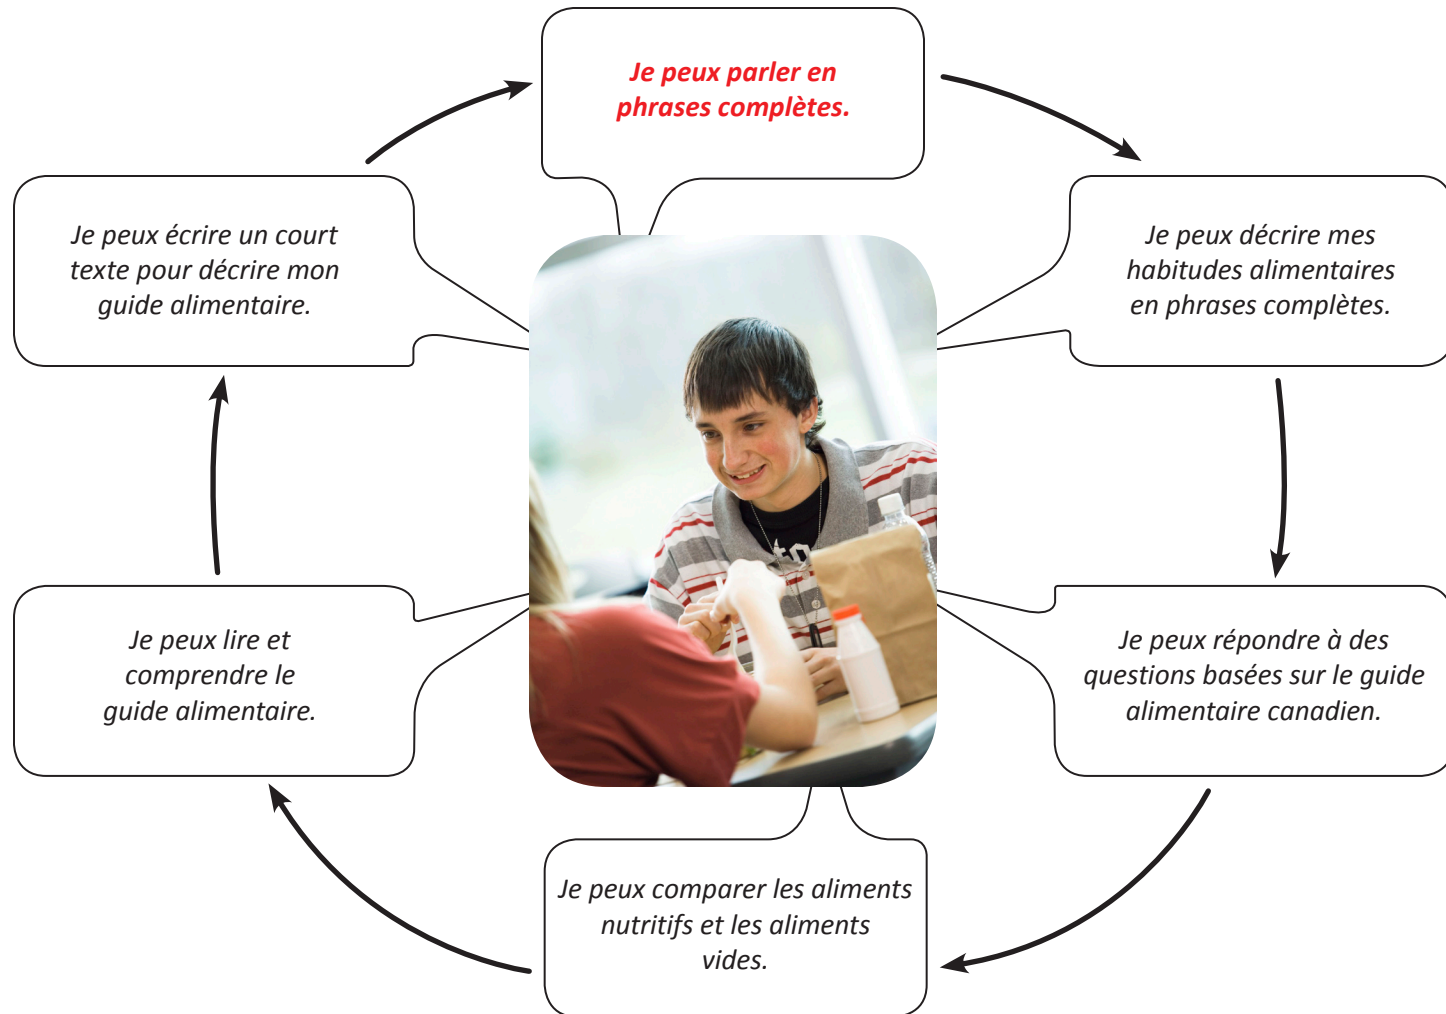 Je peux parler en
phrases complètes.
Je peux décrire mes
habitudes alimentaires
en phrases complètes.
Je peux répondre à des
questions basées sur le guide
alimentaire canadien.
Je peux comparer les aliments
nutritifs et les aliments
vides.
Je peux lire et
comprendre le
guide alimentaire.
Je peux écrire un court
texte pour décrire mon
guide alimentaire.